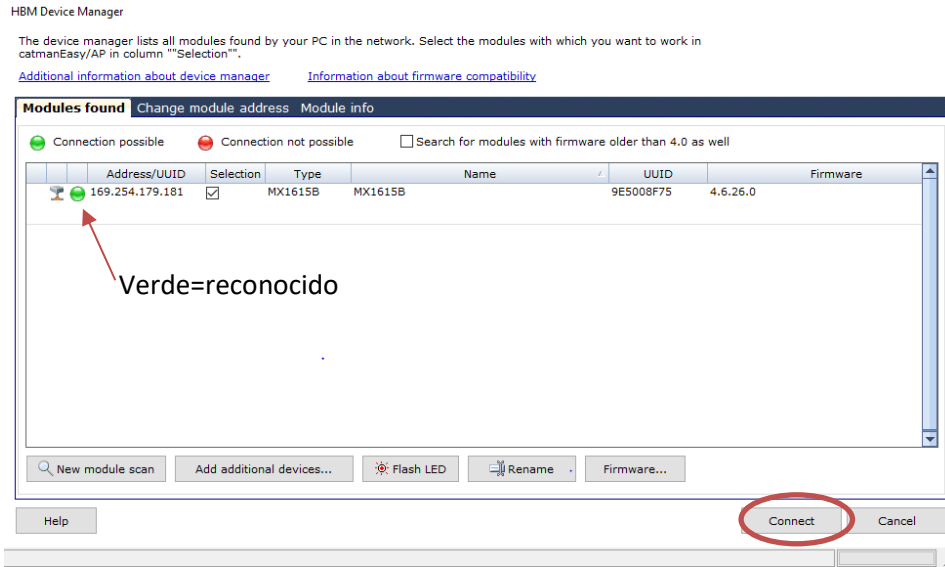 HBM Device Manager
The device manager lists all modules found by your PC in the network. Select the modules with which you want to work in
catmanEasy/AP in column ""Selection"".
Additional information about device manager Information about firmware compatibility
Modules found Change module address Module info
Connection possible Connection not possible Search for modules with firmware older than 4.0 as well
Address/UUID Selection Type Name UUID Firmware
169.254.179.181 MX1615B MX1615B 9E5008F75 4.6.26.0
Verde=reconocido
New module scan Add additional devices... Flash LED Rename Firmware...
Help Connect Cancel